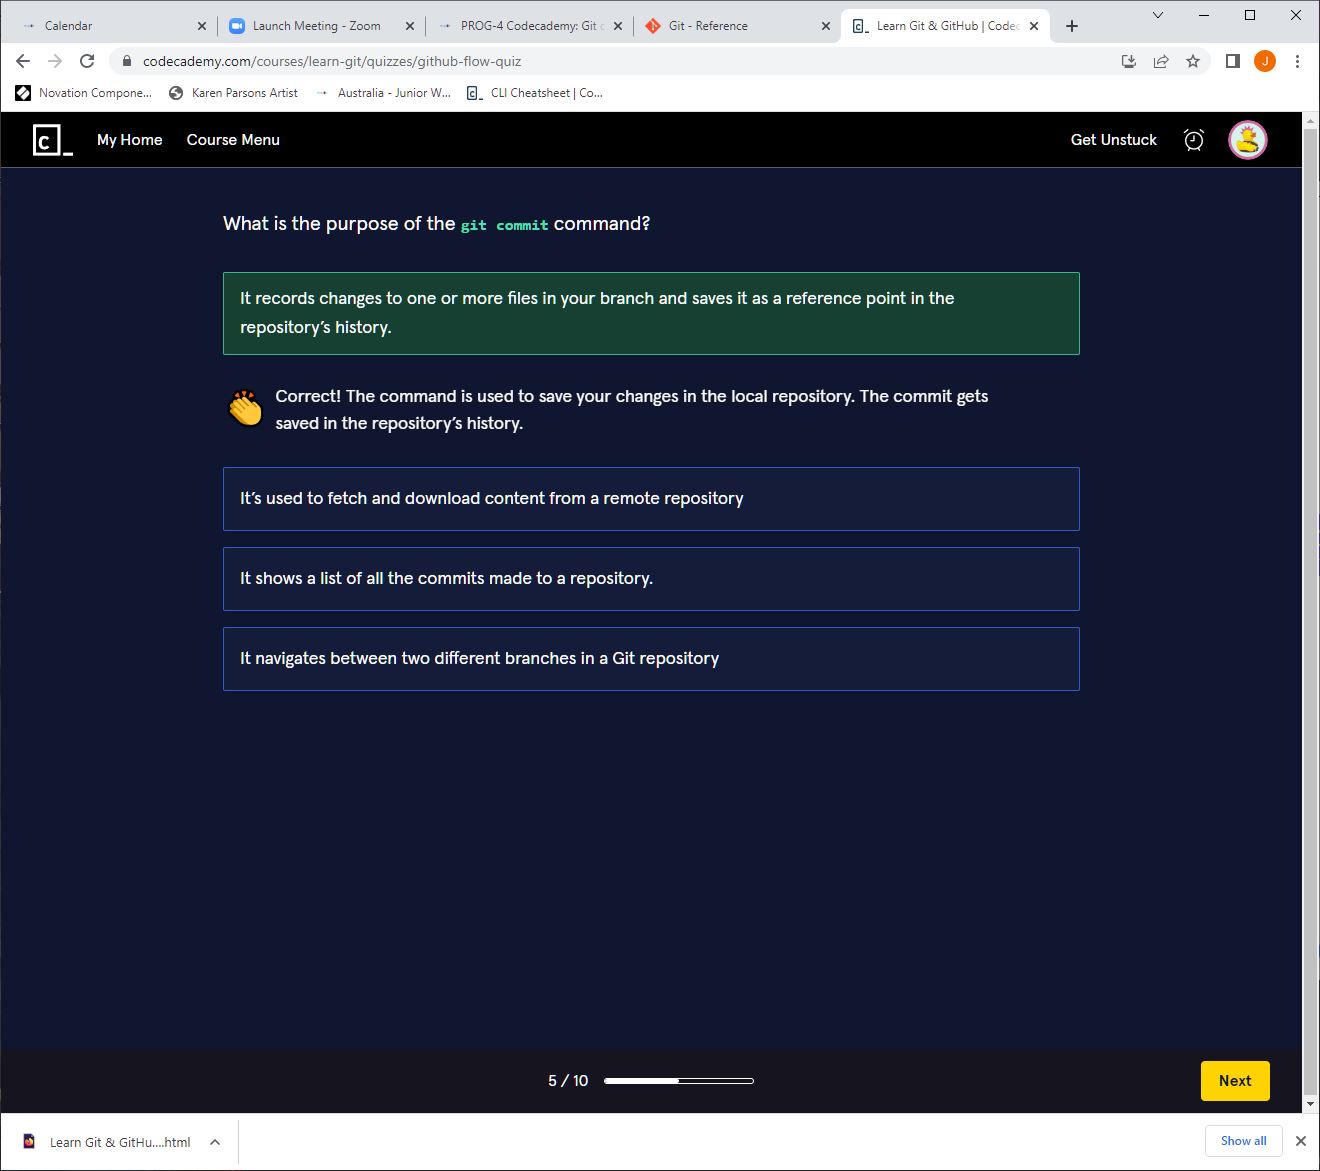 Calendar
Launch Meeting - Zoom
PROG-4 Codecademy: Git
Git - Reference
Learn Git & GitHub | Codec
codecademy.com/courses/learn-git/quizzes/github-flow-quiz
J
Novation Compone...
Karen Parsons Artist
Australia - Junior W...
CLI Cheatsheet | Co...
c_
My Home
Course Menu
Get Unstuck
What is the purpose of the git commit command?
It records changes to one or more files in your branch and saves it as a reference point in the
repository’s history.
Correct! The command is used to save your changes in the local repository. The commit gets
saved in the repository’s history.
It’s used to fetch and download content from a remote repository
It shows a list of all the commits made to a repository.
It navigates between two different branches in a Git repository
5 / 10
Next
Learn Git & GitHu....html
Show all